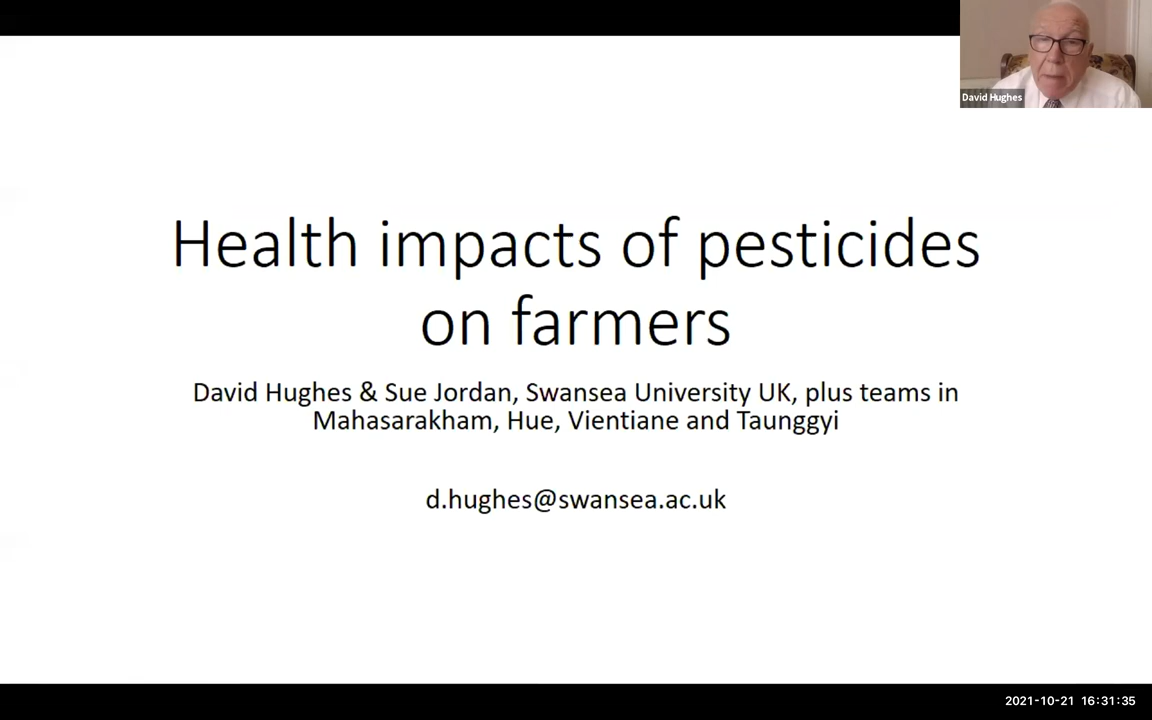 David Hughes
Health impacts of pesticides
on farmers
David Hughes & Sue Jordan, Swansea University UK, plus teams in
Mahasarakham, Hue, Vientiane and Taunggyi
d.hughes@swansea.ac.uk
2021-10-21 16:31:35